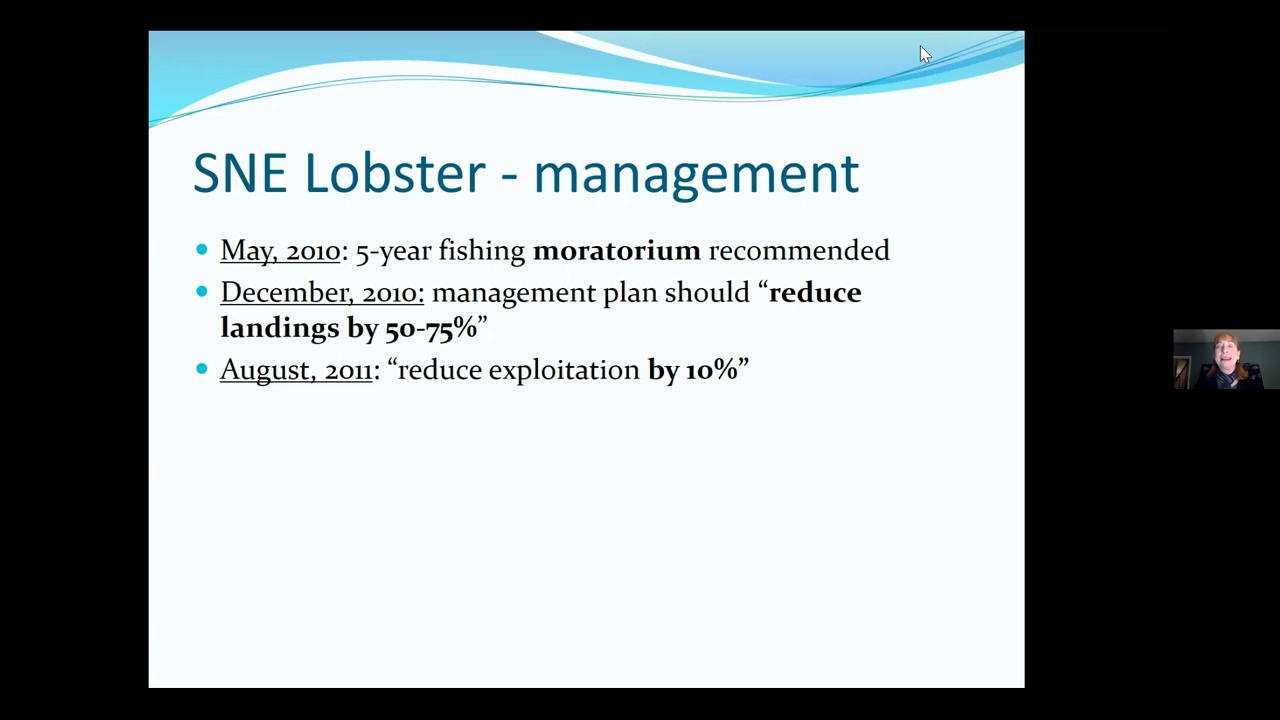 SNE Lobster - management
May, 2010: 5-year fishing moratorium recommended
December, 2010: management plan should “reduce
landings by 50-75%”
August, 2011: “reduce exploitation by 10%”